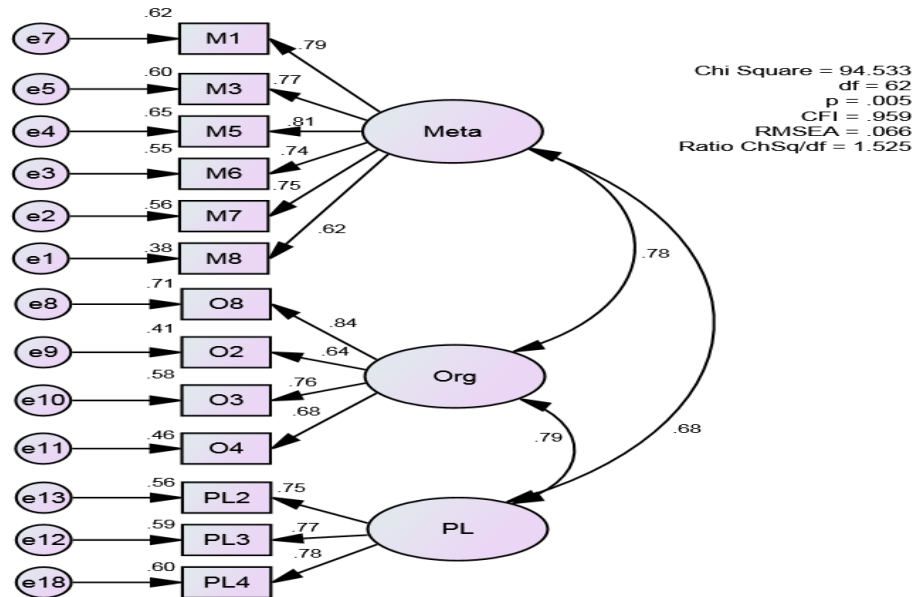 .62
e7 M1 .79
.60
e5 M3 .77
.65
e4 M5 .81
.55
e3 M6 .74
.56
e2 M7 .75
.38
e1 M8 .62
Meta
.71
e8 O8 .84
.41
e9 O2 .64
.58
e10 O3 .76
.46
e11 O4 .68
Org
.56
e13 PL2 .75
.59
e12 PL3 .77
.60
e18 PL4 .78
PL
.78
.79
.68
Chi Square = 94.533
df = 62
p = .005
CFI = .959
RMSEA = .066
Ratio ChSq/df = 1.525